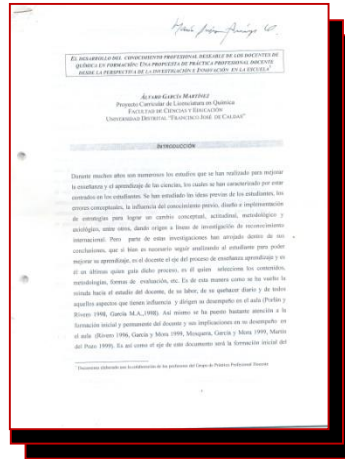 EL DESARROLLO DEL CONOCIMIENTO PROFESIONAL DESEABLE DE LOS DOCENTES DE
QUÍMICA EN FORMACIÓN: UNA PROPUESTA DE PRÁCTICA PROFESIONAL DOCENTE
DESDE LA PERSPECTIVA DE LA INVESTIGACIÓN E INNOVACIÓN EN LA ESCUELA
ÁLVARO GARCÍA MARTÍNEZ
Proyecto Curricular de Licenciatura en Química
FACULTAD DE CIENCIAS Y EDUCACIÓN
UNIVERSIDAD DISTRITAL "FRANCISCO JOSÉ DE CALDAS"
INTRODUCCIÓN
Durante muchos años son numerosos los estudios que se han realizado para mejorar
la enseñanza y el aprendizaje de las ciencias, los cuales se han caracterizado por estar
centrados en los estudiantes. Se han estudiado las ideas previas de los estudiantes, los
errores conceptuales, la influencia del conocimiento previo, diseño e implementación
de estrategias para lograr un cambio conceptual, actitudinal, metodológico y
axiológico, entre otros, dando origen a líneas de investigación de reconocimiento
internacional. Pero parte de estas investigaciones han arrojado dentro de sus
conclusiones, que si bien es necesario seguir analizando al estudiante para poder
mejorar su aprendizaje, es el docente el eje del proceso de enseñanza aprendizaje y es
él en últimas quien guía dicho proceso, es él quien selecciona los contenidos,
metodologías, formas de evaluación, etc. Es de esta manera como se ha vuelto la
mirada hacia el estudio del docente, de su labor, de su quehacer diario y de todos
aquellos aspectos que tienen influencia y dirigen su desempeño en el aula (Porlán y
Rivero 1998, García M.A.,1998). Así mismo se ha puesto bastante atención a la
formación inicial y permanente del docente y sus implicaciones en su desempeño en
el aula (Rivero 1996, García y Mora 1999, Mosquera, García y Mora 1999, Martín
del Pozo 1999). Es así como el eje de este documento será la formación inicial del
Documento elaborado con la colaboración de los profesores del Grupo de Práctica Profesional Docente